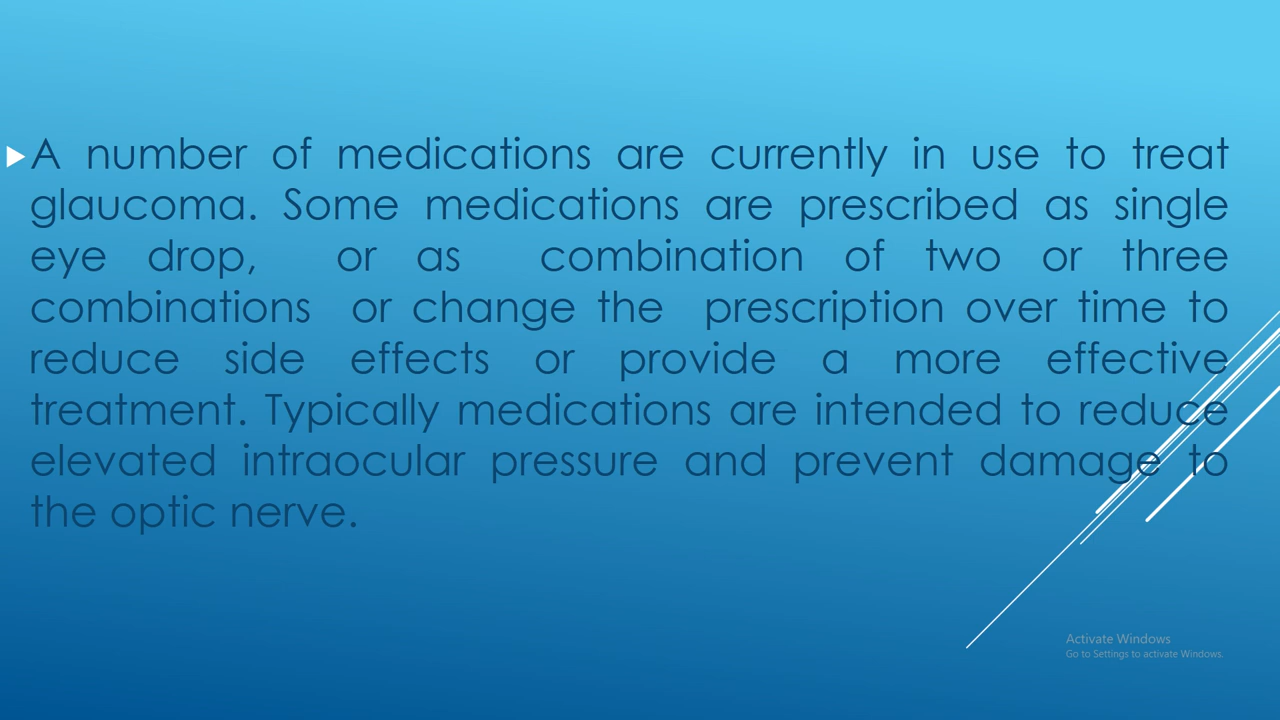 A number of medications are currently in use to treat
glaucoma. Some medications are prescribed as single
eye drop, or as combination of two or three
combinations or change the prescription over time to
reduce side effects or provide a more effective
treatment. Typically medications are intended to reduce
elevated intraocular pressure and prevent damage to
the optic nerve.
Activate Windows
Go to Settings to activate Windows.